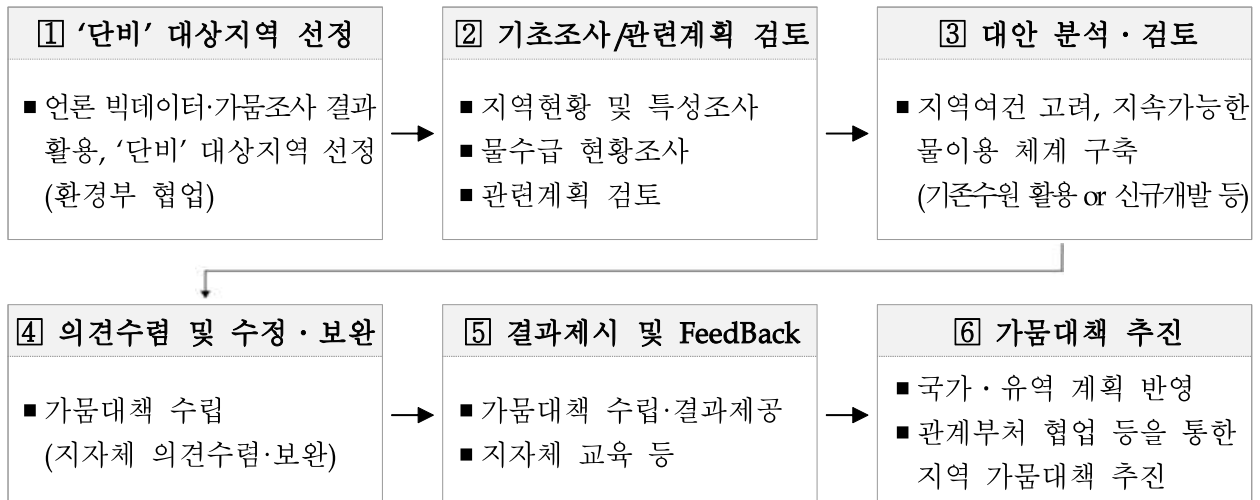 1 ‘단비’ 대상지역 선정
■ 언론 빅데이터·가뭄조사 결과
활용, ‘단비’ 대상지역 선정
(환경부 협업)
2 기초조사/관련계획 검토
■ 지역현황 및 특성조사
■ 물수급 현황조사
■ 관련계획 검토
3 대안 분석·검토
■ 지역여건 고려, 지속가능한
물이용 체계 구축
(기존수원 활용 or 신규개발 등)
4 의견수렴 및 수정·보완
■ 가뭄대책 수립
(지자체 의견수렴·보완)
5 결과제시 및 FeedBack
■ 가뭄대책 수립·결과제공
■ 지자체 교육 등
6 가뭄대책 추진
■ 국가·유역 계획 반영
■ 관계부처 협업 등을 통한
지역 가뭄대책 추진